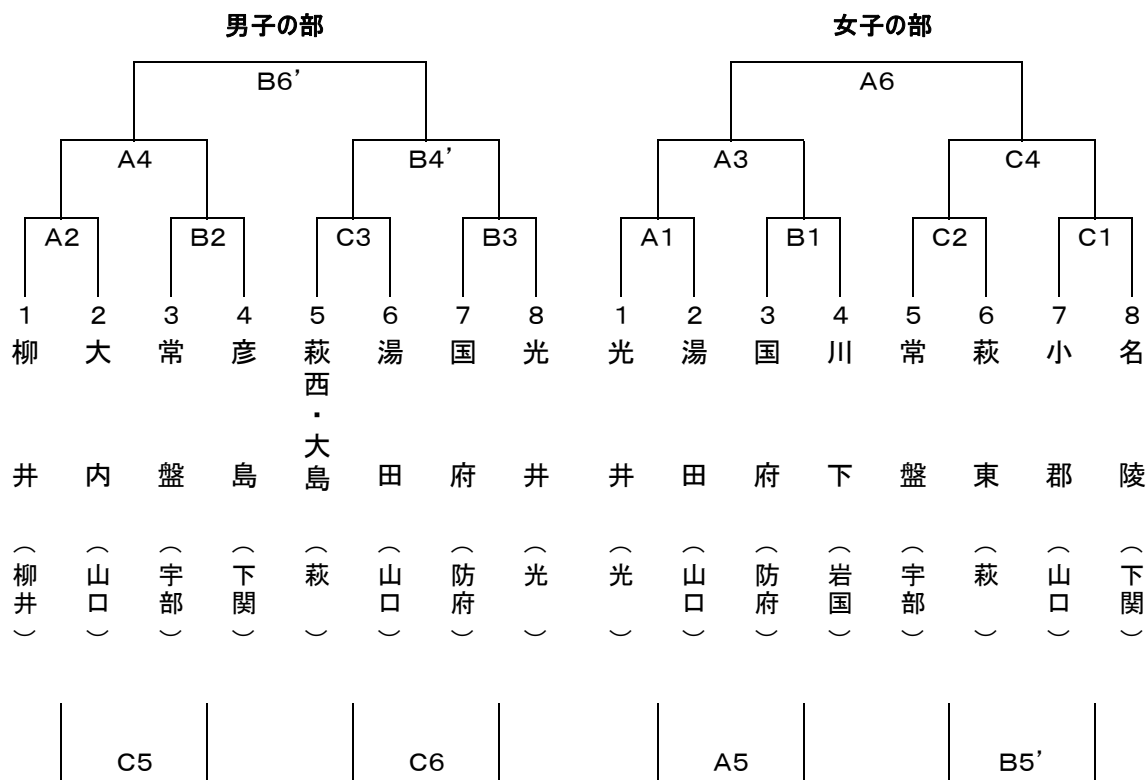 男子の部 女子の部
B6’ A6
A4 B4’ A3 C4
A2 B2 C3 B3 A1 B1 C2 C1
1 2 3 4 5 6 7 8 1 2 3 4 5 6 7 8
柳井 大内 常盤 彦島 萩西・大島 湯田 国府 光井 光井 湯田 国府 川下 常盤 萩東 小郡 名陵
（柳井） （山口） （宇部） （下関） （萩） （山口） （防府） （光） （光） （山口） （防府） （岩国） （宇部） （萩） （山口） （下関）
C5 C6 A5 B5’